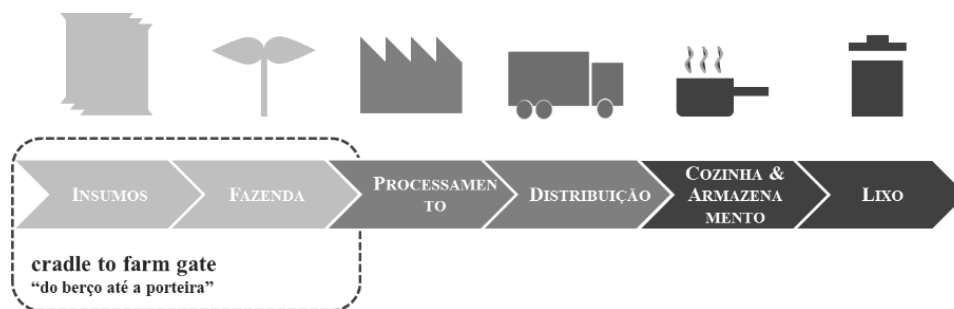 INSUMOS
FAZENDA
PROCESSAMEN
TO
DISTRIBUIÇÃO
COZINHA &
ARMAZENA
MENTO
LIXO
cradle to farm gate
“do berço até a porteira”